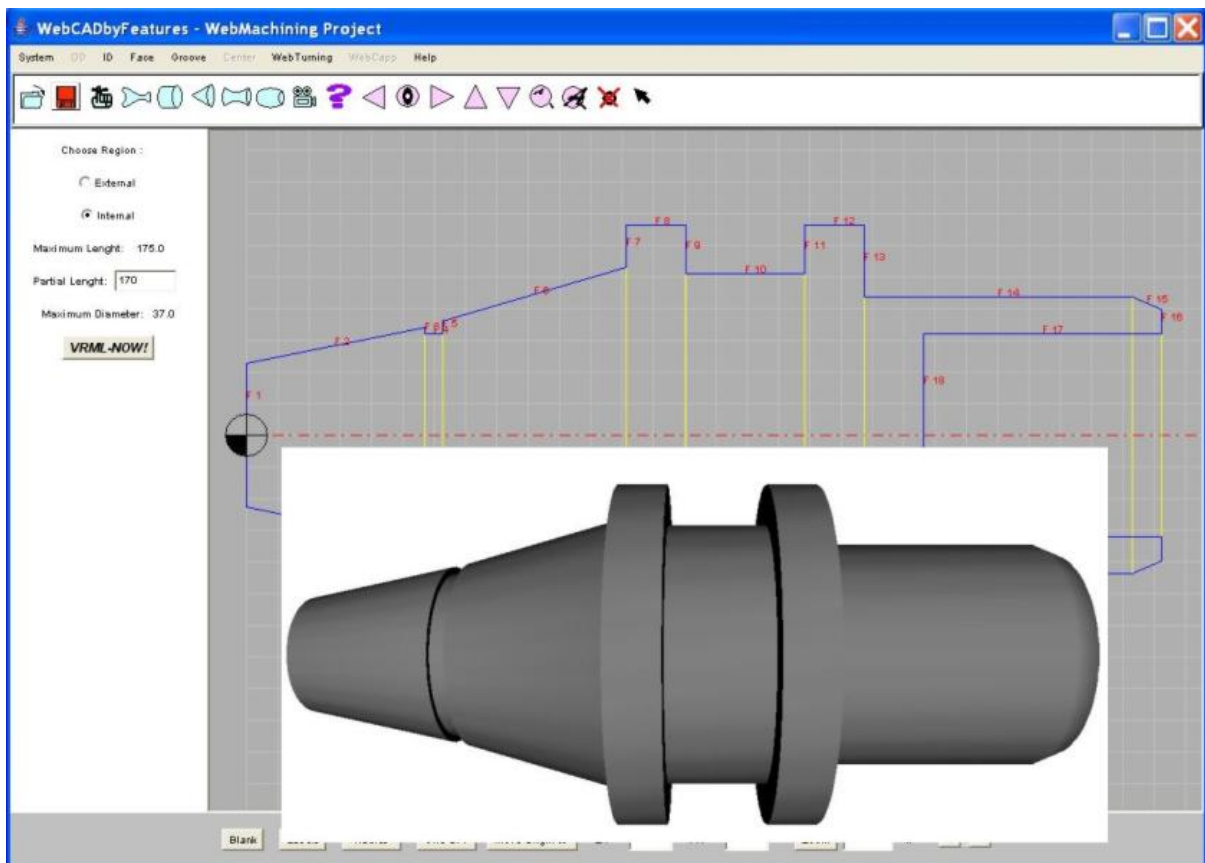 WebCADbyFeatures - WebMachining Project
System OD ID Face Groove Center WebTurning WebCapp Help
Choose Region :
External
Internal
Maximum Lenght: 175.0
Partial Lenght: 170
Maximum Diameter: 37.0
VRML-NOW!
F 8
F 12
F 7
F 9
F 11
F 13
F 10
F 6
F 14
F 15
F 16
F 5
F 17
F 2
F 18
F 1
Blank